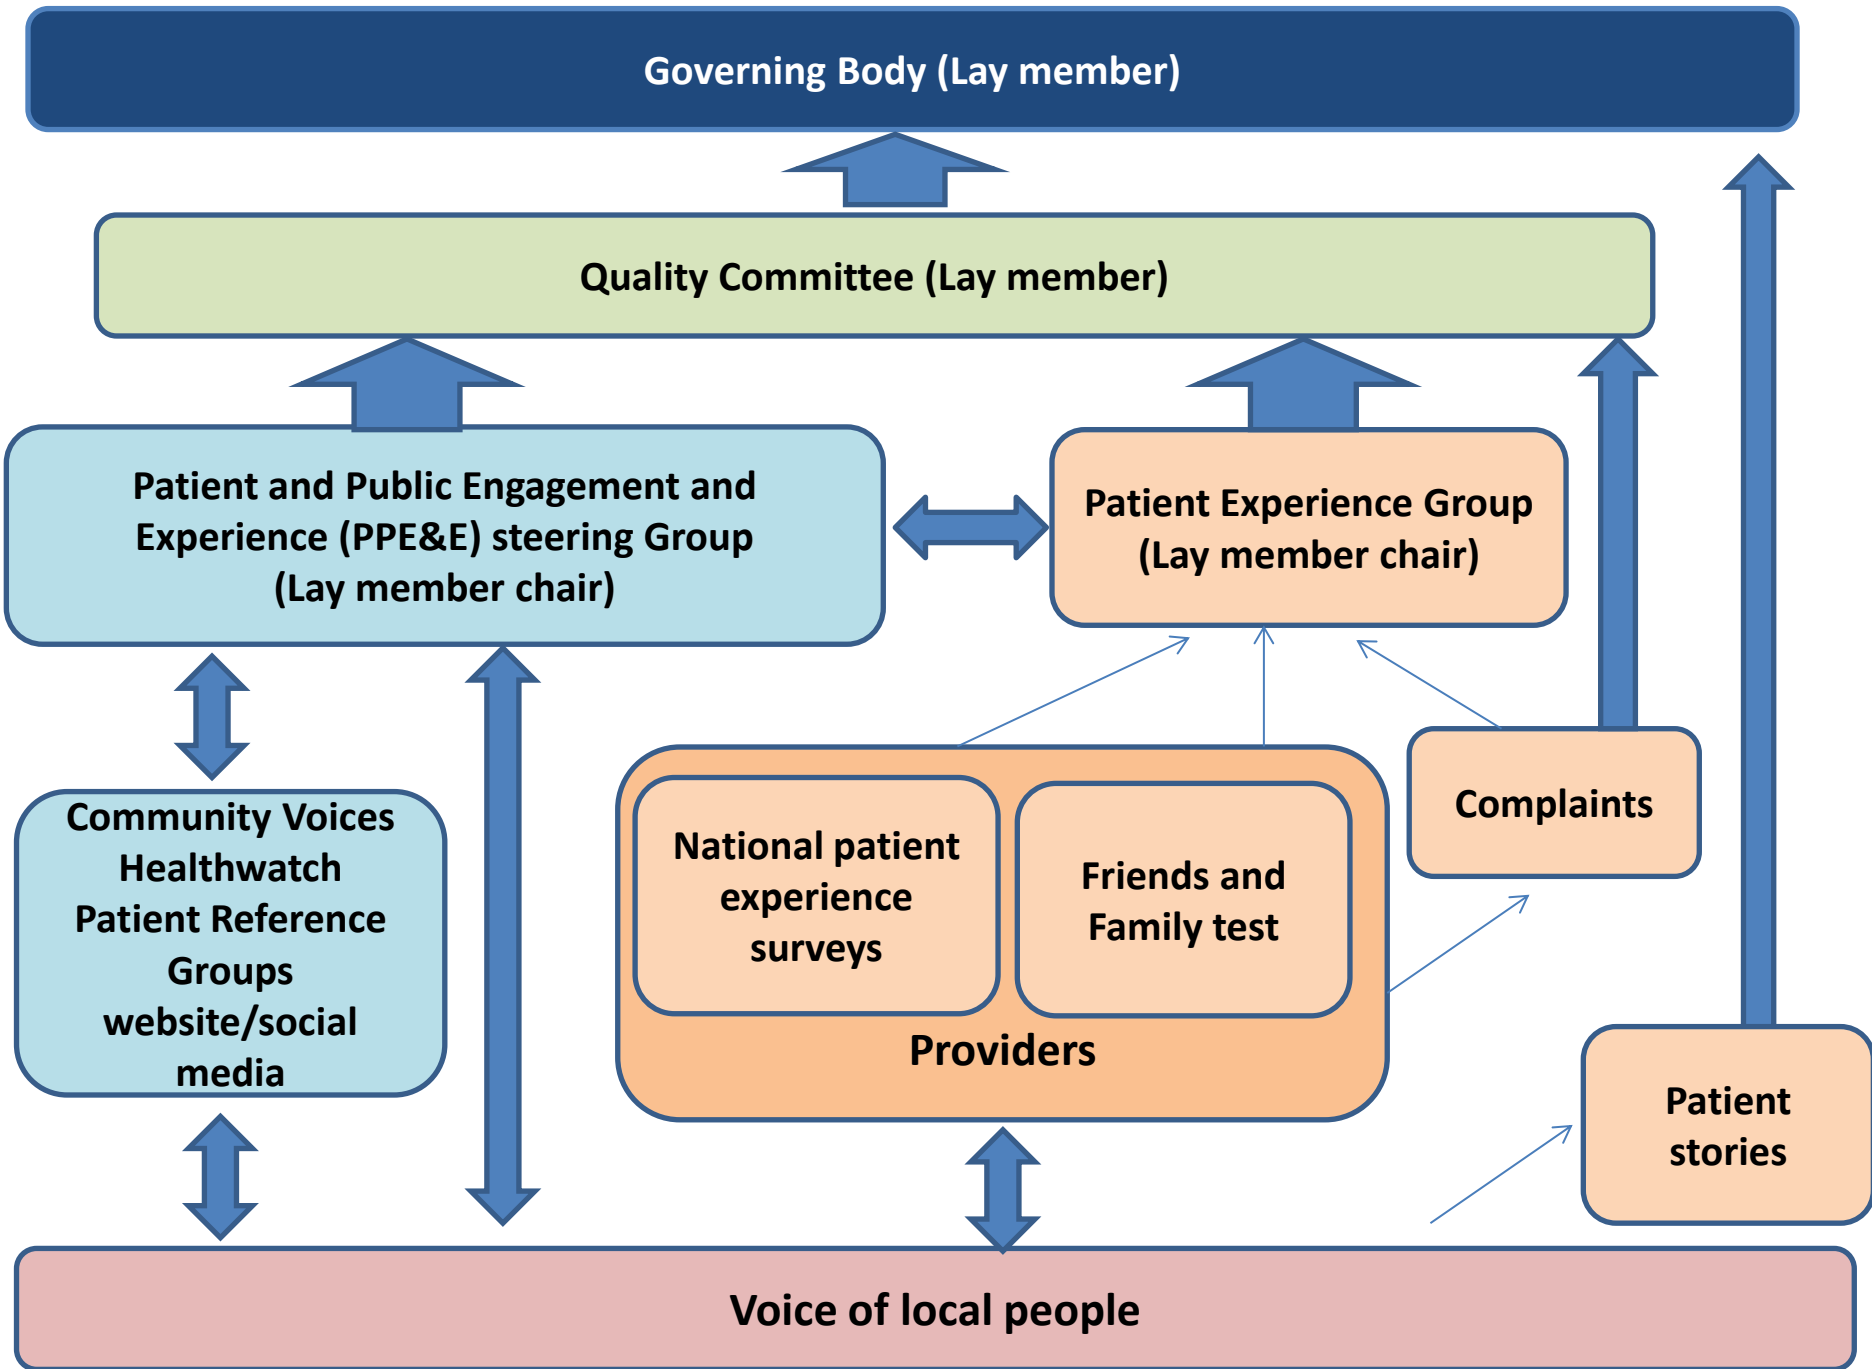 Governing Body (Lay member)
Quality Committee (Lay member)
Patient and Public Engagement and
Experience (PPE&E) steering Group
(Lay member chair)
Patient Experience Group
(Lay member chair)
Community Voices
Healthwatch
Patient Reference
Groups
website/social
media
National patient
experience
surveys
Friends and
Family test
Providers
Complaints
Patient
stories
Voice of local people